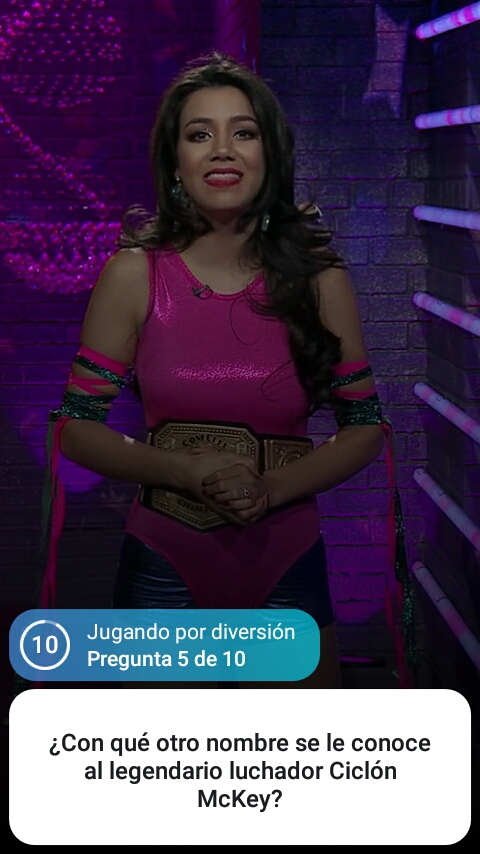 10
Jugando por diversión
Pregunta 5 de 10
¿Con qué otro nombre se le conoce
al legendario luchador Ciclón
McKey?